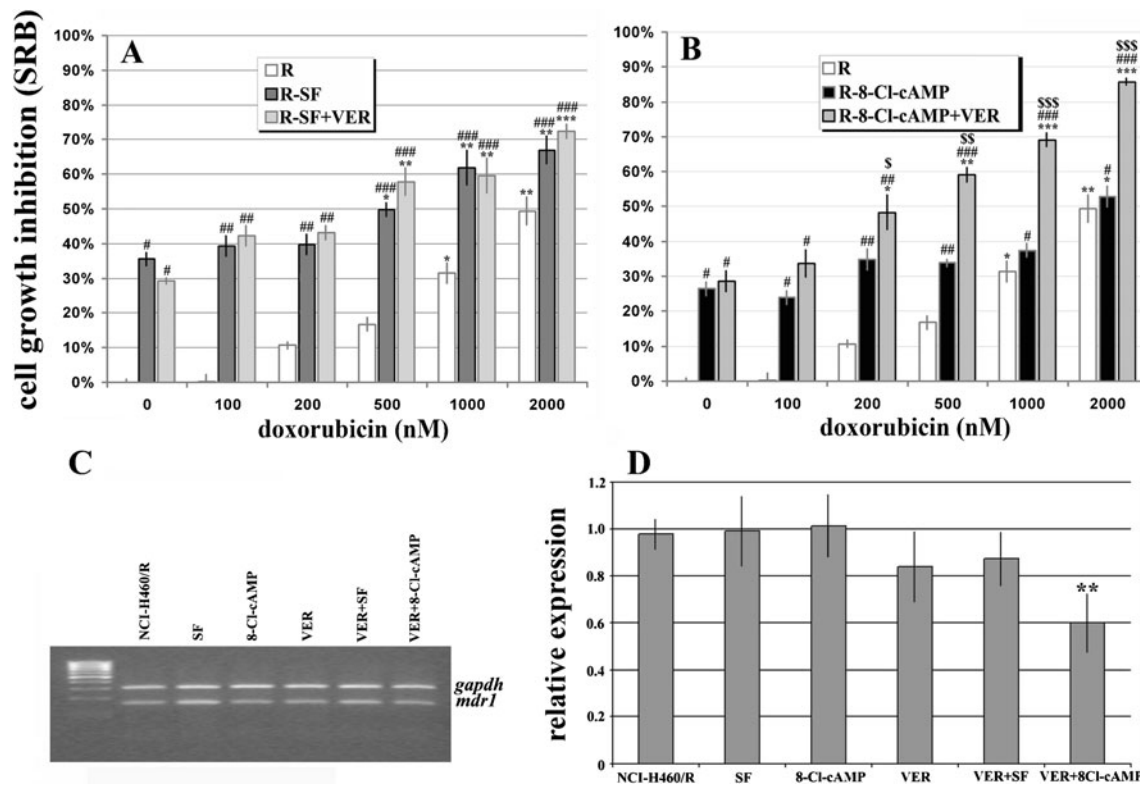 cell growth inhibition (SRB)
A
R
R-SF
R-SF+VER
100%
90%
80%
70%
60%
50%
40%
30%
20%
10%
0%
#
#
##
##
##
##
###
*
###
**
*
###
**
###
**
**
###
**
###
***
0 100 200 500 1000 2000
doxorubicin (nM)
B
R
R-8-Cl-cAMP
R-8-Cl-cAMP+VER
100%
90%
80%
70%
60%
50%
40%
30%
20%
10%
0%
#
#
#
#
##
$
##
*
##
$$
###
**
*
#
$$$
###
***
**
#
*
$$$
###
***
0 100 200 500 1000 2000
doxorubicin (nM)
C
NCI-H460/R
SF
8-Cl-cAMP
VER
VER+SF
VER+8-Cl-cAMP
gapdh
mdr1
D
relative expression
1.2
1.0
0.8
0.6
0.4
0.2
0
**
NCI-H460/R SF 8-Cl-cAMP VER VER+SF VER+8Cl-cAMP